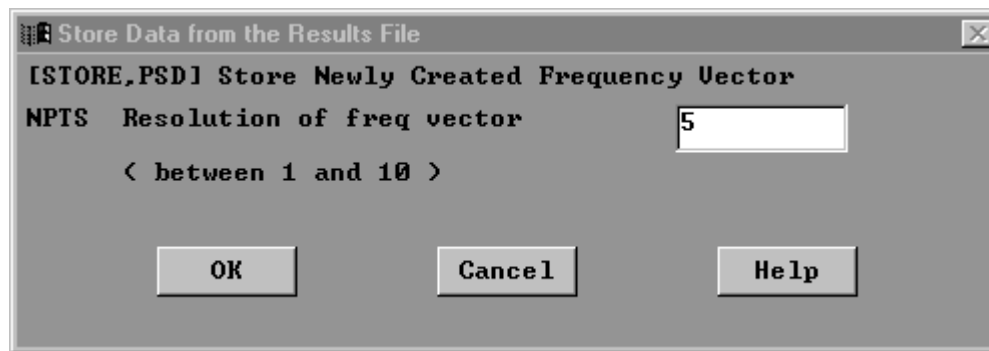 Store Data from the Results File
[STORE,PSD] Store Newly Created Frequency Vector
NPTS Resolution of freq vector 5
( between 1 and 10 )
OK Cancel Help